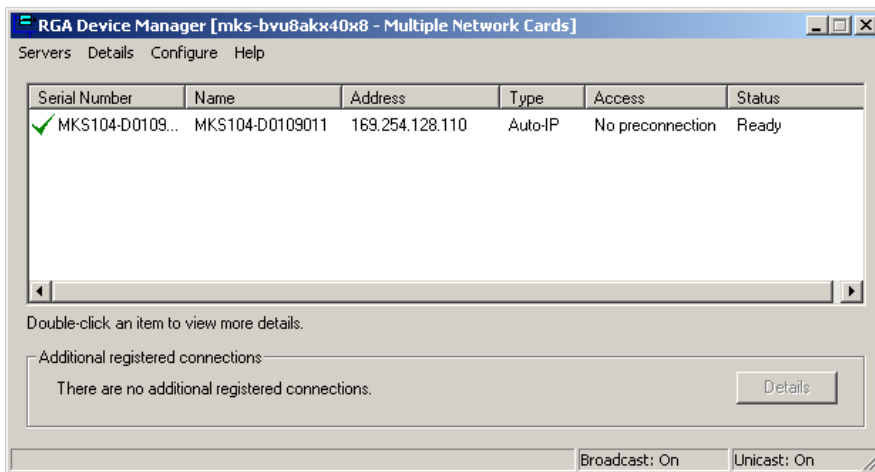 RGA Device Manager [mks-bvu8akx40x8 - Multiple Network Cards]
Servers Details Configure Help
Serial Number Name Address Type Access Status
MKS104-D0109... MKS104-D0109011 169.254.128.110 Auto-IP No preconnection Ready
Double-click an item to view more details.
Additional registered connections
There are no additional registered connections. Details
Broadcast: On Unicast: On